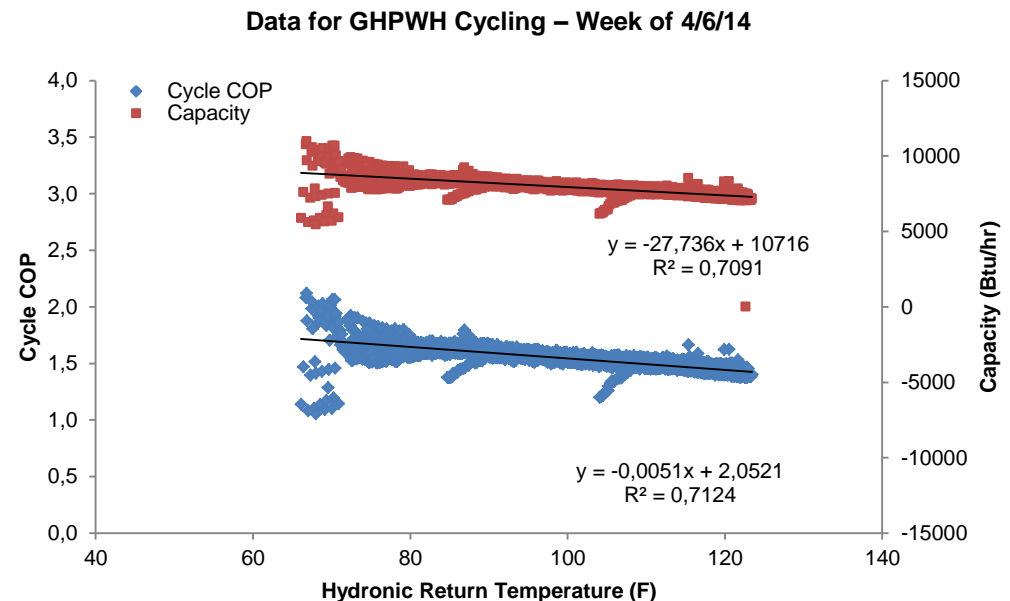 Data for GHPWH Cycling – Week of 4/6/14
Cycle COP
Capacity
4,0
3,5
3,0
2,5
2,0
1,5
1,0
0,5
0,0
Cycle COP
15000
10000
5000
0
-5000
-10000
-15000
Capacity (Btu/hr)
y = -27,736x + 10716
R² = 0,7091
y = -0,0051x + 2,0521
R² = 0,7124
40
60
80
100
120
140
Hydronic Return Temperature (F)